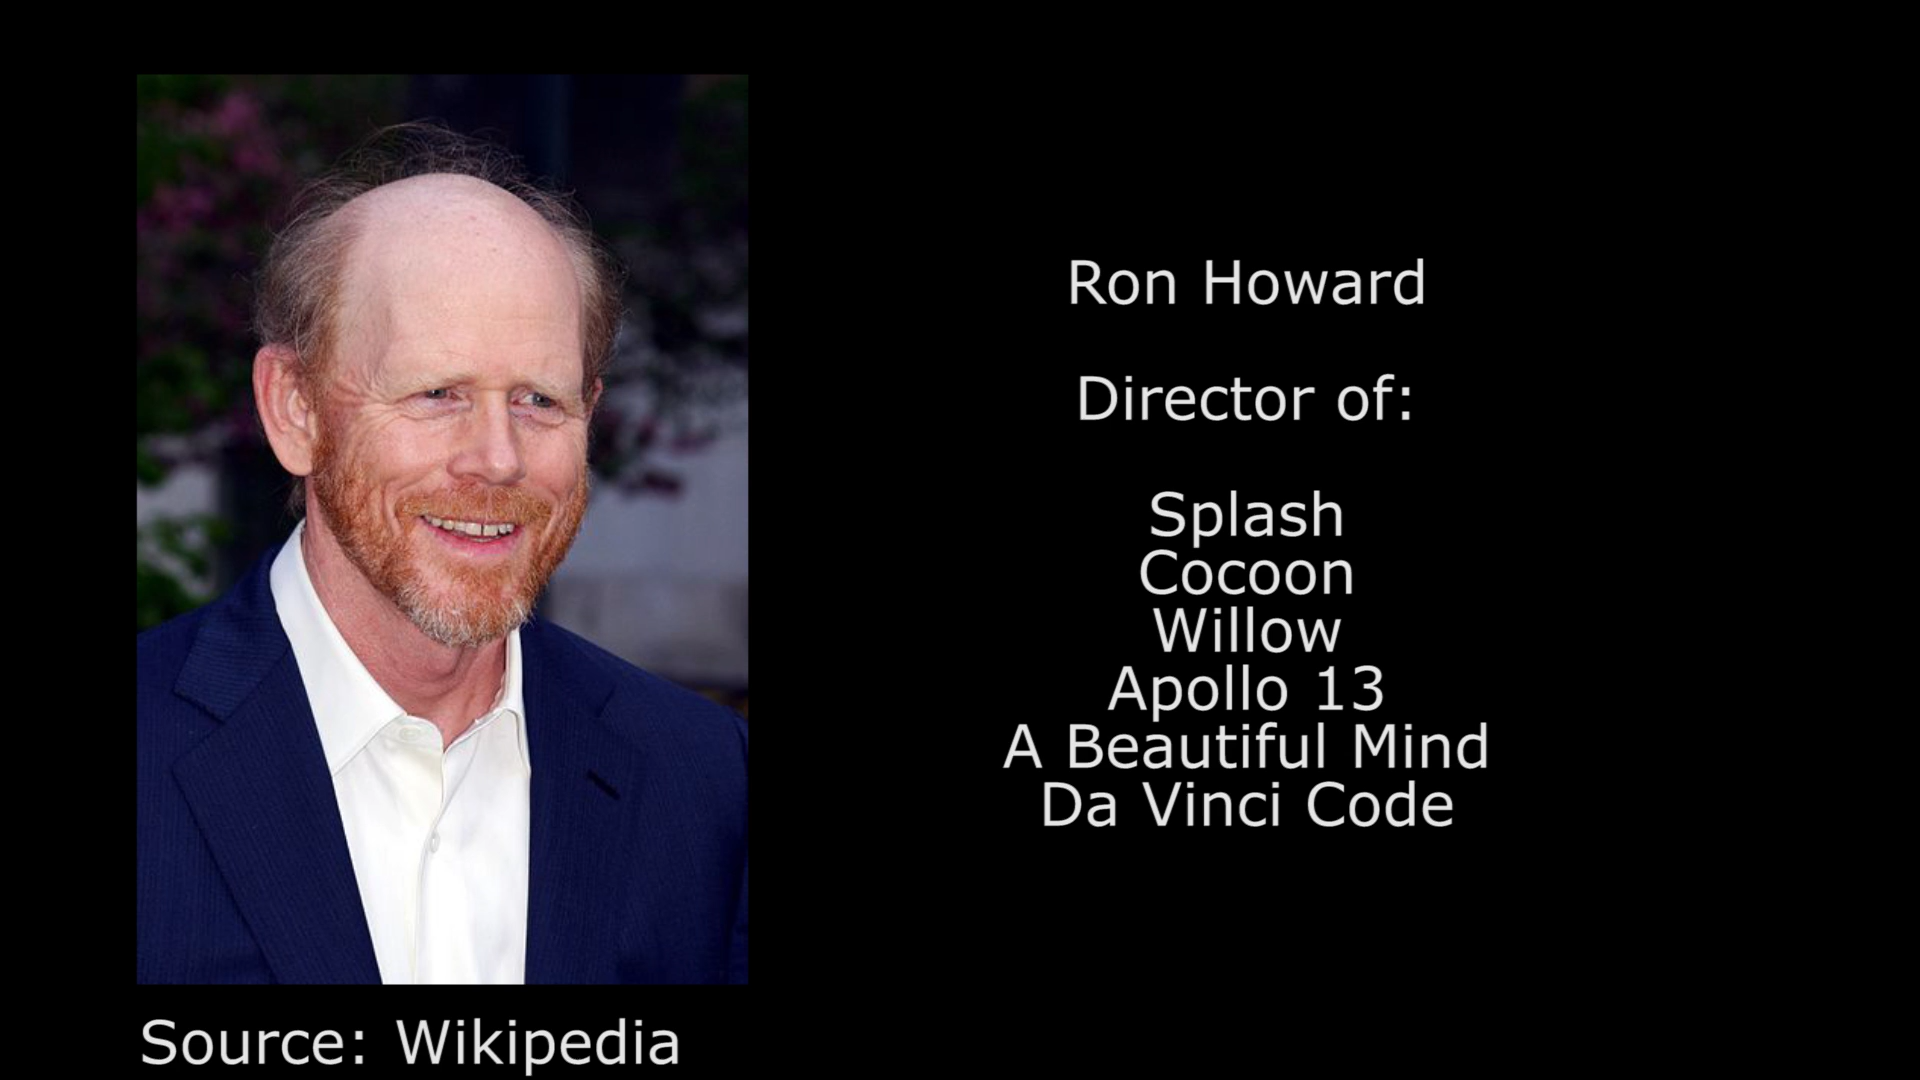 Ron Howard
Director of:
Splash
Cocoon
Willow
Apollo 13
A Beautiful Mind
Da Vinci Code
Source: Wikipedia